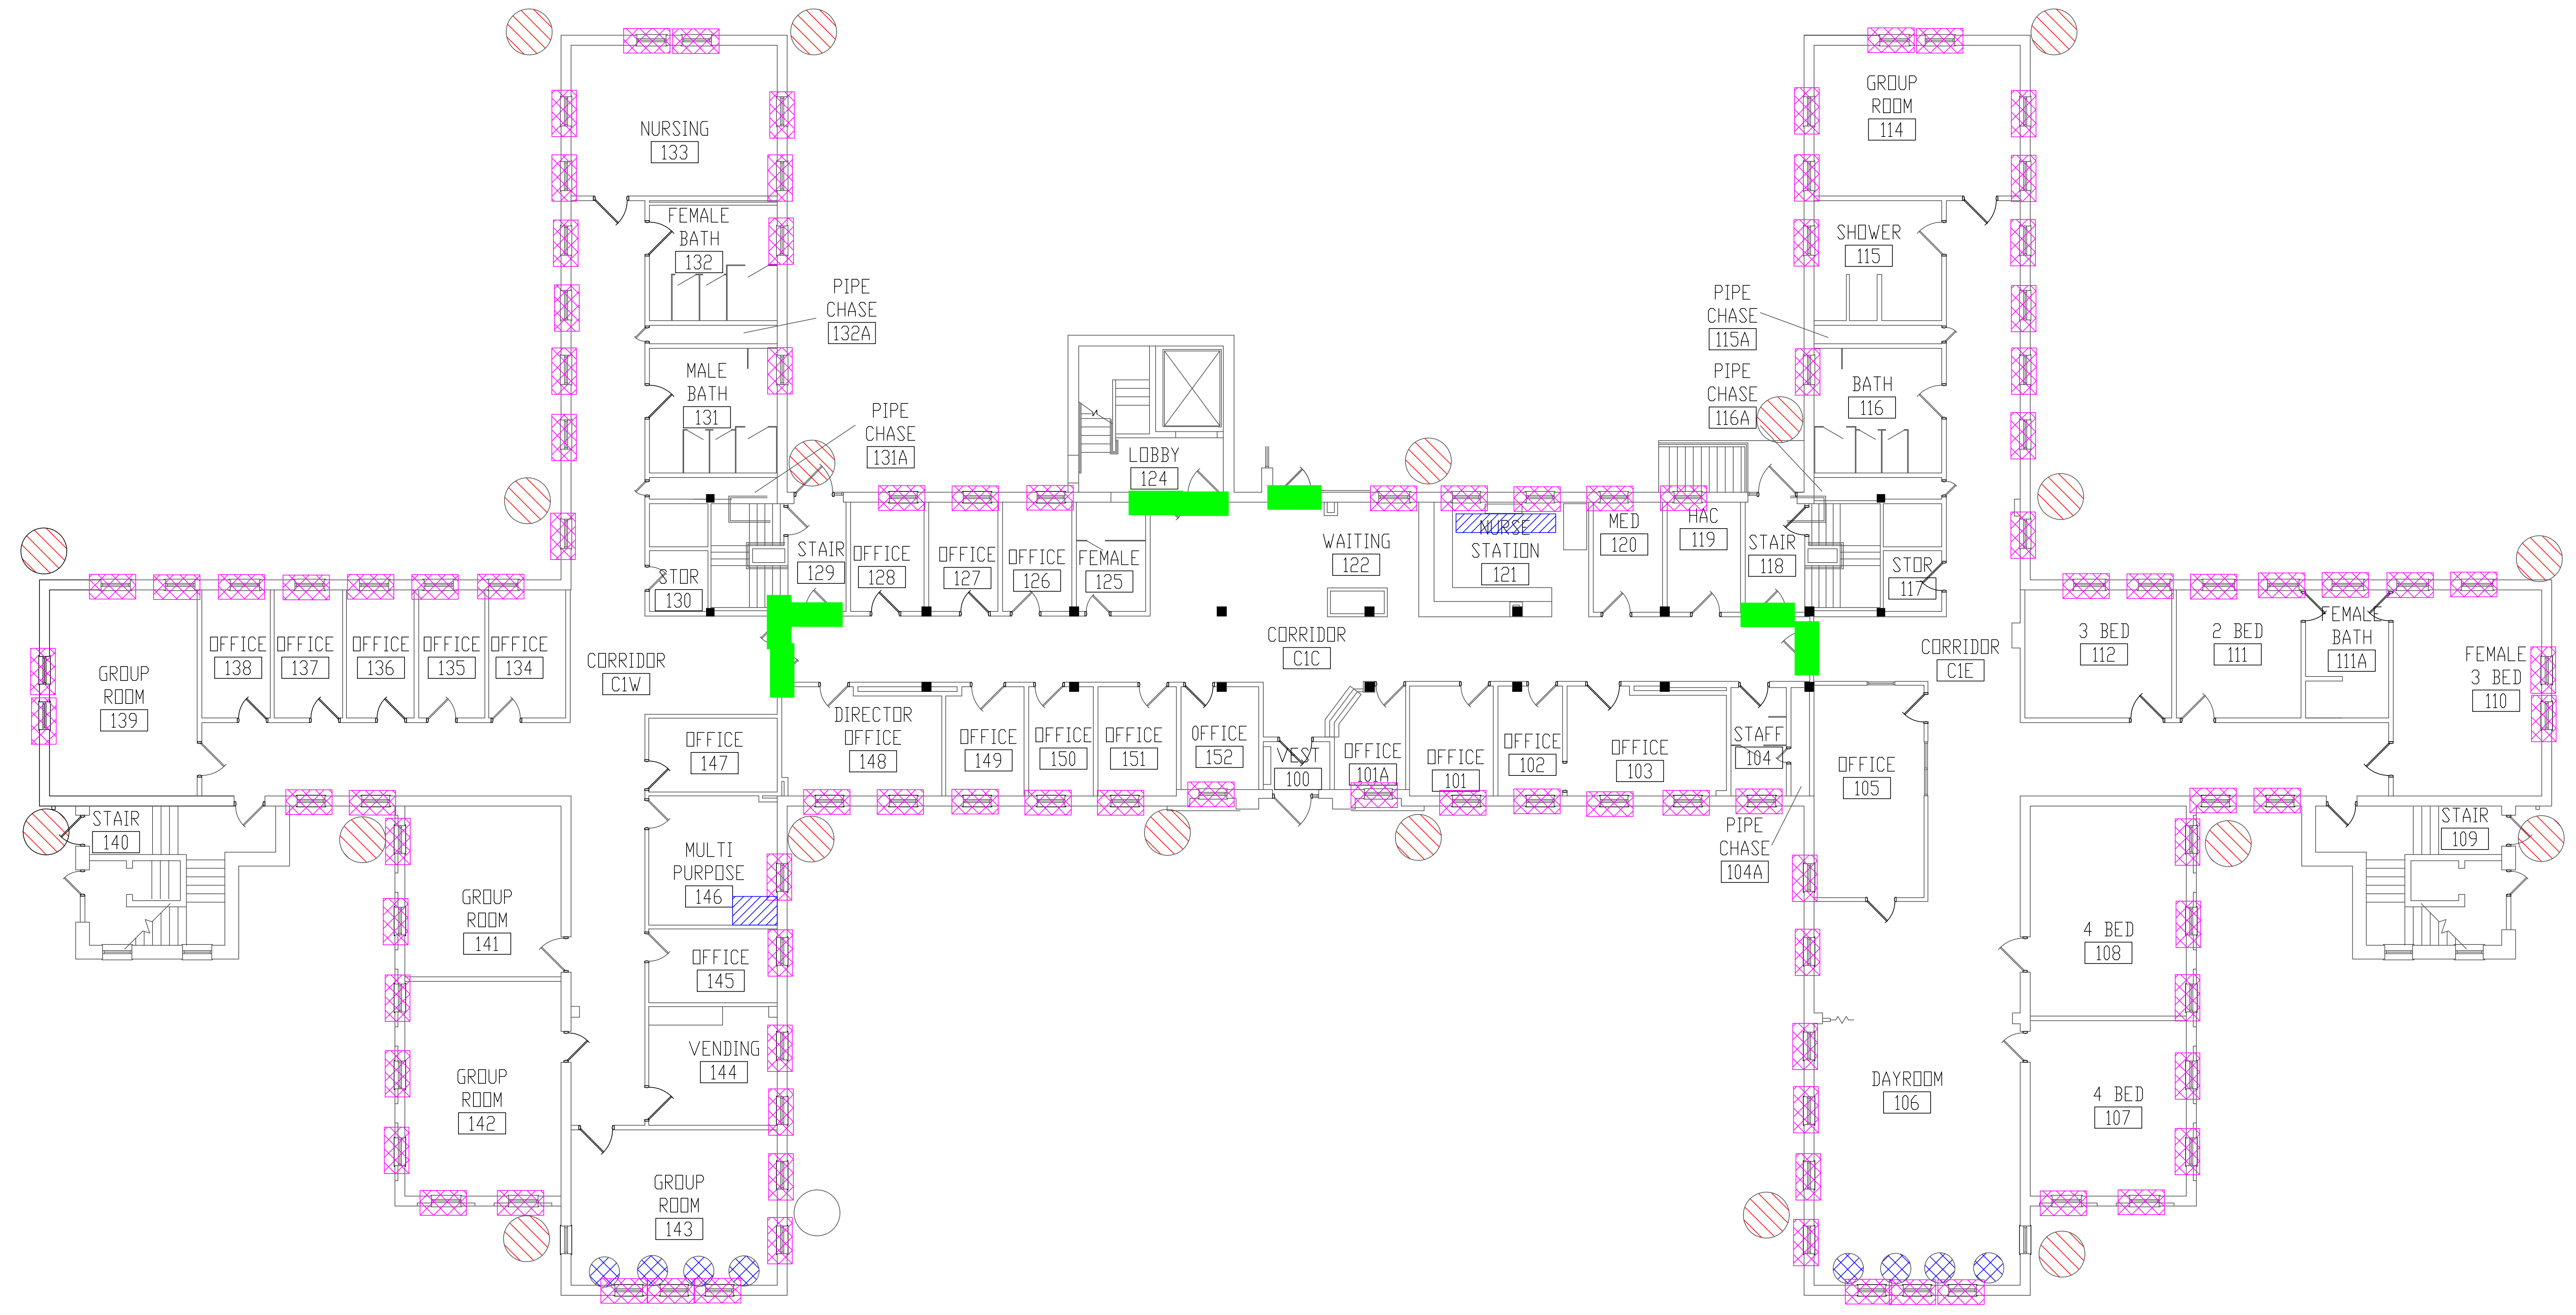 GROUP
ROOM
114
NURSING
133
FEMALE
BATH
132
SHOWER
115
PIPE
CHASE
132A
PIPE
CHASE
115A
MALE
BATH
131
PIPE
CHASE
116A
BATH
116
PIPE
CHASE
131A
LOBBY
124
STAIR
129
OFFICE
128
OFFICE
127
OFFICE
126
FEMALE
125
WAITING
122
NURSE
STATION
121
MED
120
HAC
119
STAIR
118
STOR
117
STOR
130
OFFICE
138
OFFICE
137
OFFICE
136
OFFICE
135
OFFICE
134
GROUP
ROOM
139
CORRIDOR
C1W
CORRIDOR
C1C
CORRIDOR
C1E
3 BED
112
2 BED
111
FEMALE
BATH
111A
FEMALE
3 BED
110
OFFICE
147
DIRECTOR
OFFICE
148
OFFICE
149
OFFICE
150
OFFICE
151
OFFICE
152
VEST
100
OFFICE
101A
OFFICE
101
OFFICE
102
OFFICE
103
STAFF
104
OFFICE
105
STAIR
140
STAIR
109
PIPE
CHASE
104A
MULTI
PURPOSE
146
GROUP
ROOM
141
OFFICE
145
4 BED
108
VENDING
144
GROUP
ROOM
142
DAYROOM
106
4 BED
107
GROUP
ROOM
143